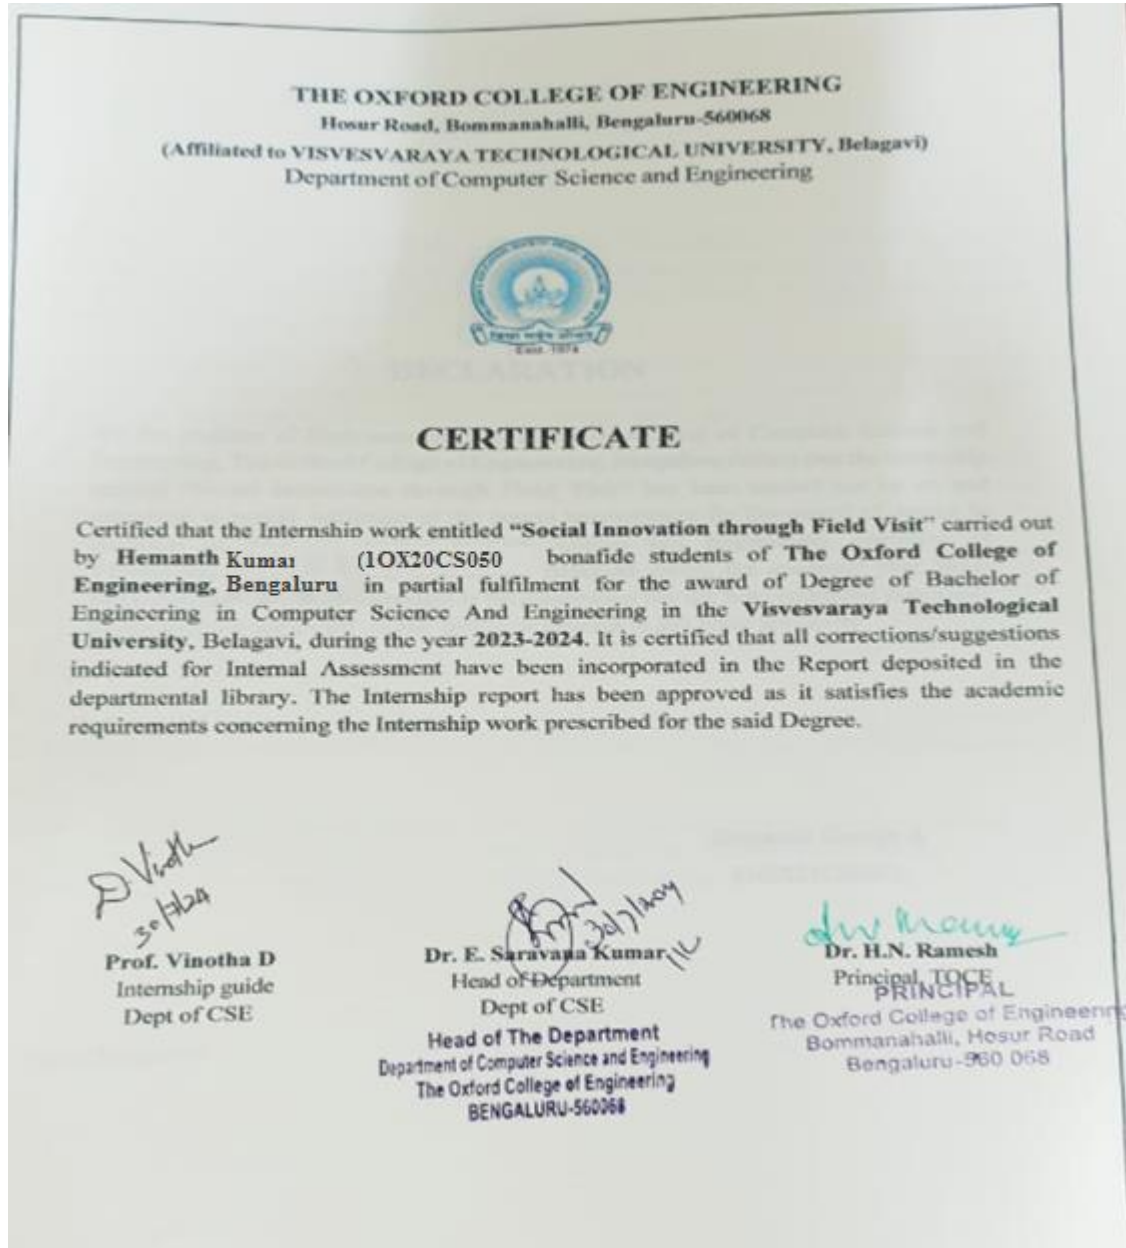 THE OXFORD COLLEGE OF ENGINEERING
Hosur Road, Bommanahalli, Bengaluru-560068
(Affiliated to VISVESVARAYA TECHNOLOGICAL UNIVERSITY, Belagavi)
Department of Computer Science and Engineering
Estd. 1974
DECLARATION
CERTIFICATE
Certified that the Internship work entitled “Social Innovation through Field Visit” carried out
by Hemanth Kumar (1OX20CS050 bonafide students of The Oxford College of
Engineering, Bengaluru in partial fulfilment for the award of Degree of Bachelor of
Engineering in Computer Science And Engineering in the Visvesvaraya Technological
University, Belagavi, during the year 2023-2024. It is certified that all corrections/suggestions
indicated for Internal Assessment have been incorporated in the Report deposited in the
departmental library. The Internship report has been approved as it satisfies the academic
requirements concerning the Internship work prescribed for the said Degree.
D. Vinoth
30/7/24
Prof. Vinotha D
Internship guide
Dept of CSE
30/7/2024
Dr. E. Saravana Kumar
Head of Department
Dept of CSE
Head of The Department
Department of Computer Science and Engineering
The Oxford College of Engineering
BENGALURU-560068
Dr. H.N. Ramesh
Principal, TOCE
PRINCIPAL
The Oxford College of Engineering
Bommanahalli, Hosur Road
Bengaluru-560 068